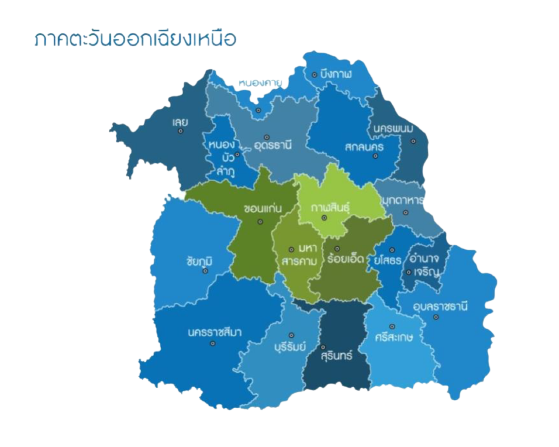 ภาคตะวันออกเฉียงเหนือ
บึงกาฬ
หนองคาย
เลย
นครพนม
หนอง
บัว
ลำภู
อุดรธานี
สกลนคร
มุกดาหาร
ขอนแก่น
กาฬสินธุ์
มหา
สารคาม
ร้อยเอ็ด
ยโสธร
อำนาจ
เจริญ
ชัยภูมิ
อุบลราชธานี
นครราชสีมา
บุรีรัมย์
สุรินทร์
ศรีสะเกษ